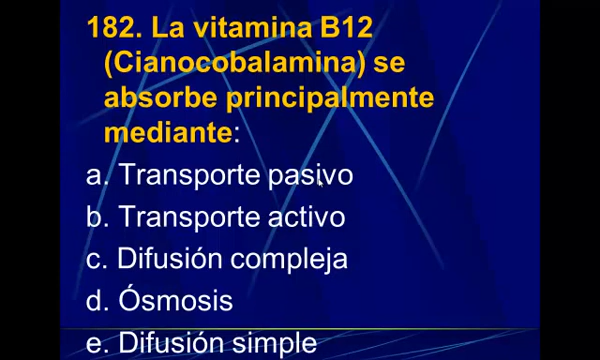 182. La vitamina B12
(Cianocobalamina) se
absorbe principalmente
mediante:
a. Transporte pasivo
b. Transporte activo
c. Difusión compleja
d. Ósmosis
e. Difusión simple